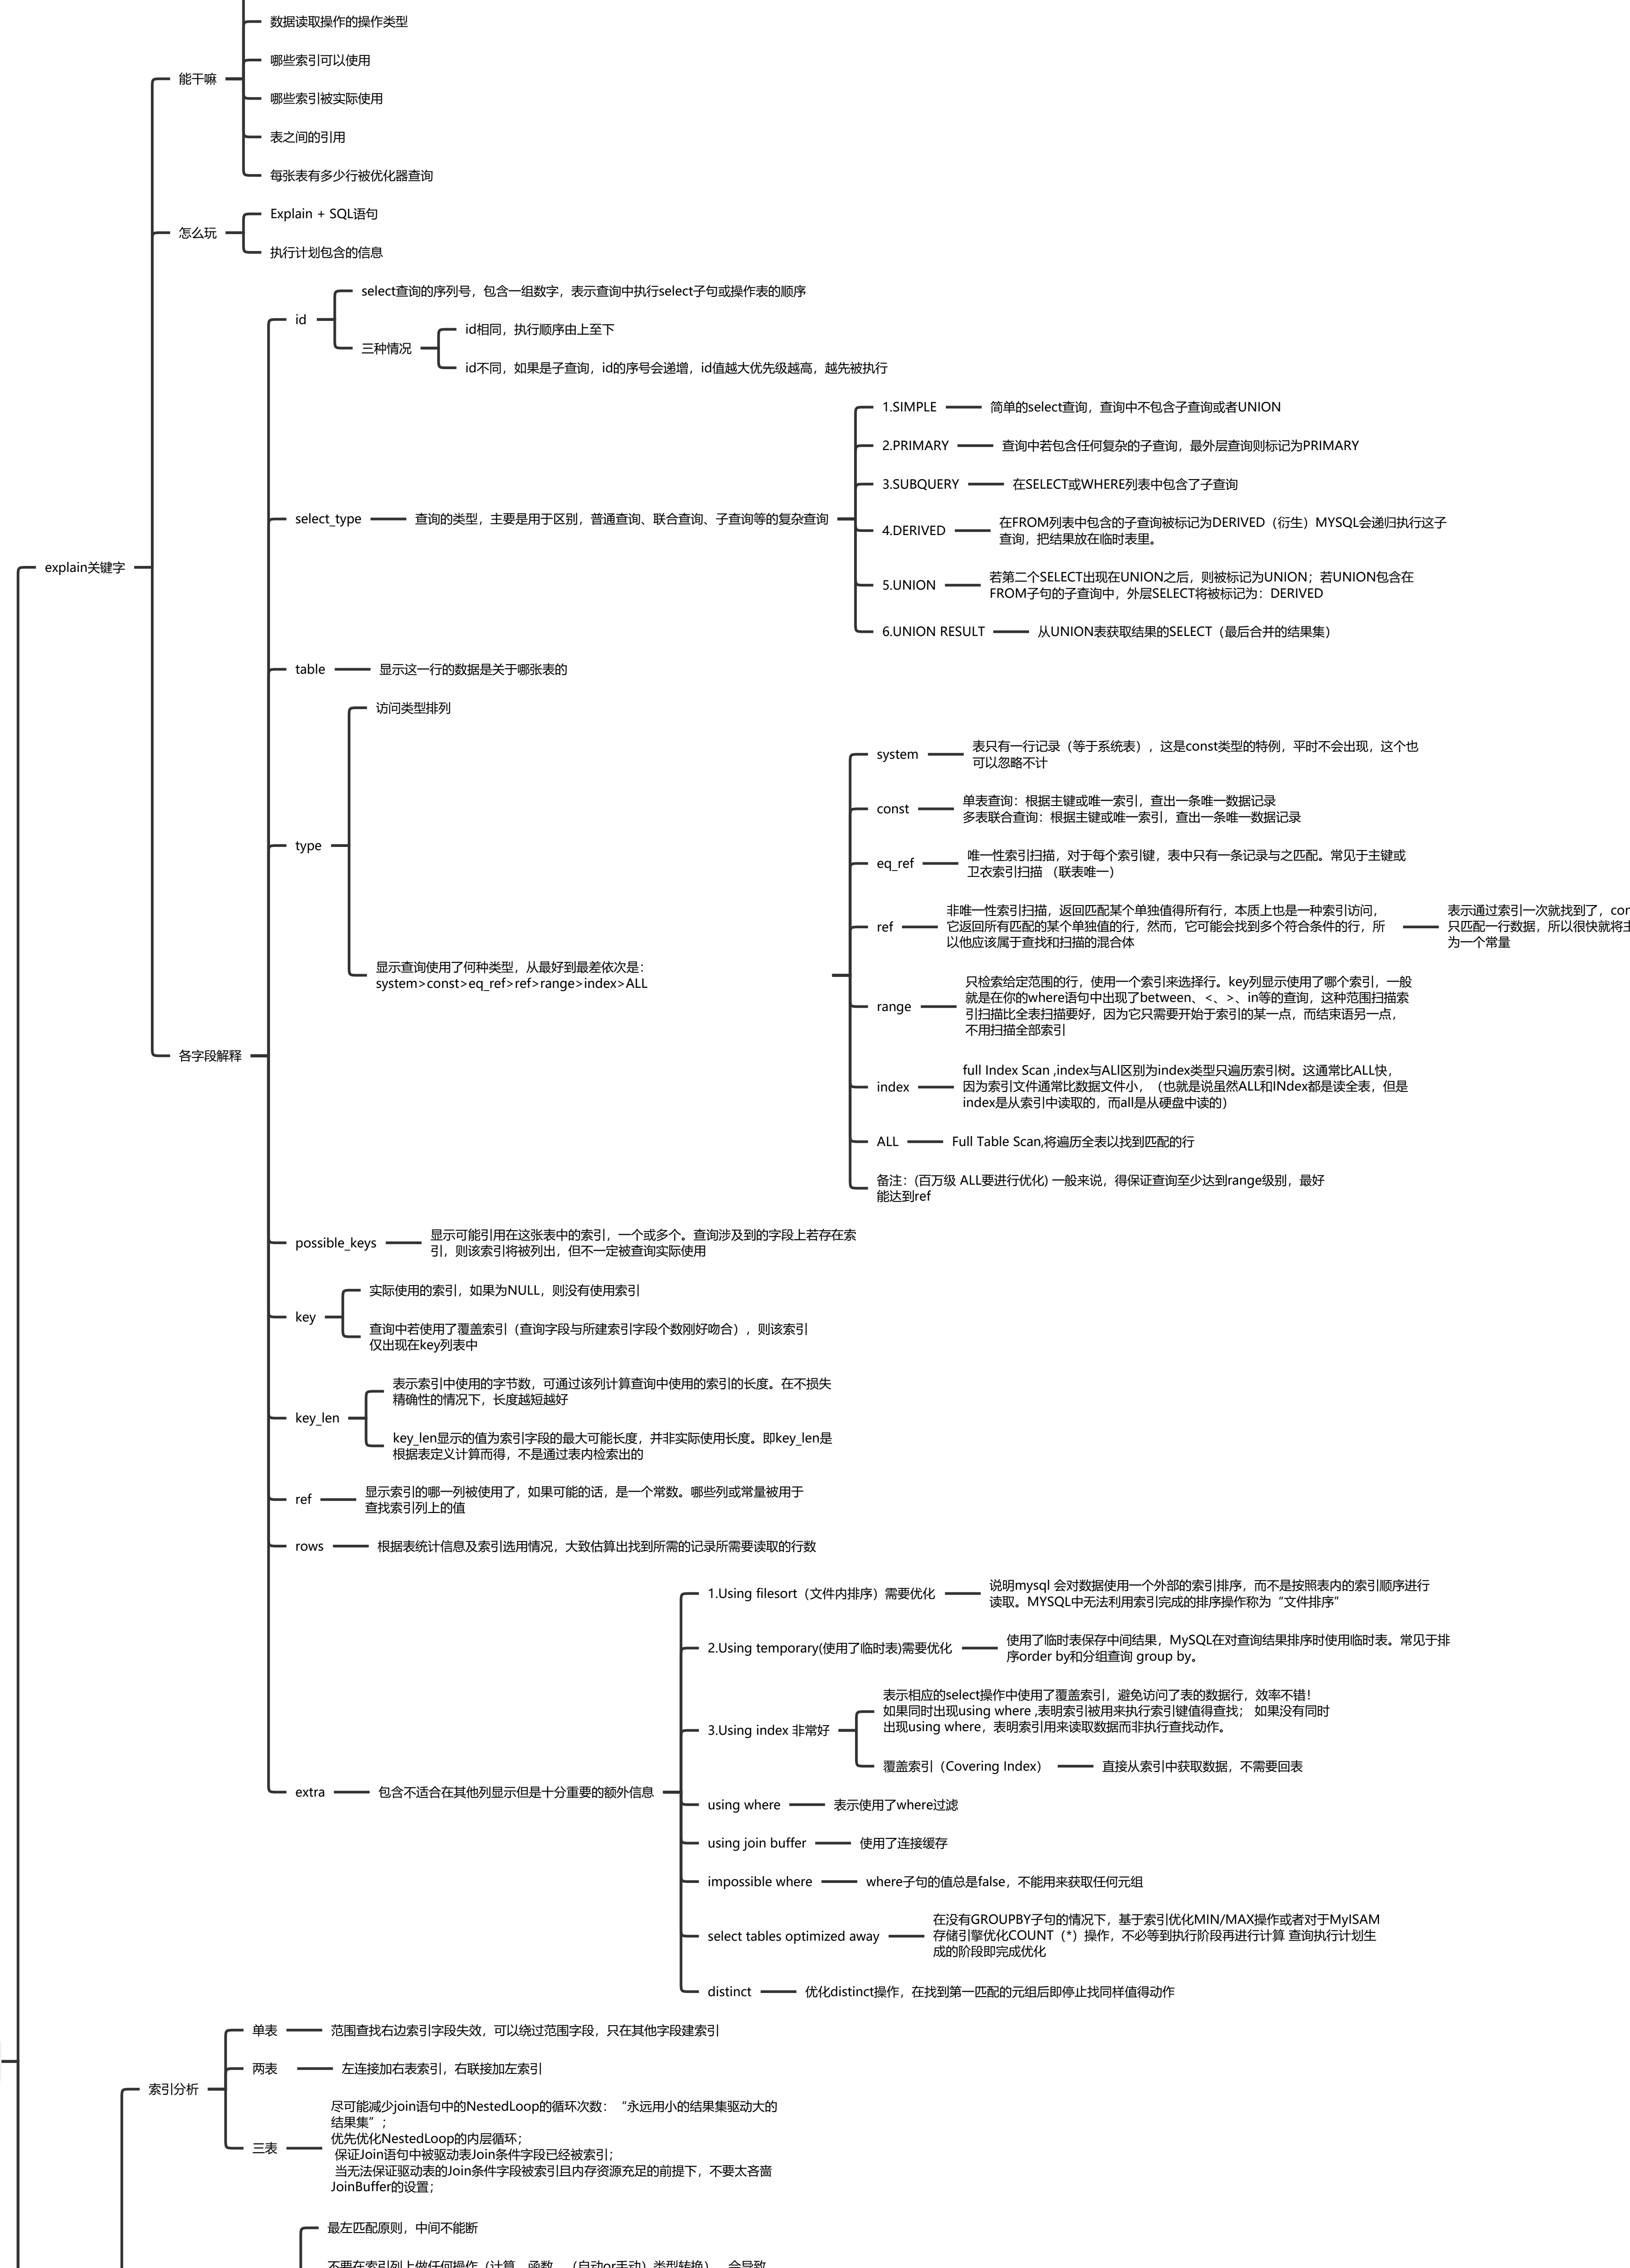 数据读取操作的操作类型
哪些索引可以使用
能干嘛
哪些索引被实际使用
表之间的引用
每张表有多少行被优化器查询
Explain + SQL语句
怎么玩
执行计划包含的信息
explain关键字
各字段解释
id
select查询的序列号，包含一组数字，表示查询中执行select子句或操作表的顺序
三种情况
id相同，执行顺序由上至下
id不同，如果是子查询，id的序号会递增，id值越大优先级越高，越先被执行
select_type
查询的类型，主要是用于区别，普通查询、联合查询、子查询等的复杂查询
1.SIMPLE
简单的select查询，查询中不包含子查询或者UNION
2.PRIMARY
查询中若包含任何复杂的子查询，最外层查询则标记为PRIMARY
3.SUBQUERY
在SELECT或WHERE列表中包含了子查询
4.DERIVED
在FROM列表中包含的子查询被标记为DERIVED（衍生）MYSQL会递归执行这子
查询，把结果放在临时表里。
5.UNION
若第二个SELECT出现在UNION之后，则被标记为UNION；若UNION包含在
FROM子句的子查询中，外层SELECT将被标记为：DERIVED
6.UNION RESULT
从UNION表获取结果的SELECT（最后合并的结果集）
table
显示这一行的数据是关于哪张表的
type
访问类型排列
显示查询使用了何种类型，从最好到最差依次是：
system>const>eq_ref>ref>range>index>ALL
system
表只有一行记录（等于系统表），这是const类型的特例，平时不会出现，这个也
可以忽略不计
const
单表查询：根据主键或唯一索引，查出一条唯一数据记录
多表联合查询：根据主键或唯一索引，查出一条唯一数据记录
eq_ref
唯一性索引扫描，对于每个索引键，表中只有一条记录与之匹配。常见于主键或
卫衣索引扫描 （联表唯一）
ref
非唯一性索引扫描，返回匹配某个单独值得所有行，本质上也是一种索引访问，
它返回所有匹配的某个单独值的行，然而，它可能会找到多个符合条件的行，所
以他应该属于查找和扫描的混合体
表示通过索引一次就找到了，con
只匹配一行数据，所以很快就将主
为一个常量
range
只检索给定范围的行，使用一个索引来选择行。key列显示使用了哪个索引，一般
就是在你的where语句中出现了between、<、>、in等的查询，这种范围扫描索
引扫描比全表扫描要好，因为它只需要开始于索引的某一点，而结束语另一点，
不用扫描全部索引
index
full Index Scan ,index与ALl区别为index类型只遍历索引树。这通常比ALL快，
因为索引文件通常比数据文件小，（也就是说虽然ALL和INdex都是读全表，但是
index是从索引中读取的，而all是从硬盘中读的）
ALL
Full Table Scan,将遍历全表以找到匹配的行
备注：(百万级 ALL要进行优化) 一般来说，得保证查询至少达到range级别，最好
能达到ref
possible_keys
显示可能引用在这张表中的索引，一个或多个。查询涉及到的字段上若存在索
引，则该索引将被列出，但不一定被查询实际使用
key
实际使用的索引，如果为NULL，则没有使用索引
查询中若使用了覆盖索引（查询字段与所建索引字段个数刚好吻合），则该索引
仅出现在key列表中
key_len
表示索引中使用的字节数，可通过该列计算查询中使用的索引的长度。在不损失
精确性的情况下，长度越短越好
key_len显示的值为索引字段的最大可能长度，并非实际使用长度。即key_len是
根据表定义计算而得，不是通过表内检索出的
ref
显示索引的哪一列被使用了，如果可能的话，是一个常数。哪些列或常量被用于
查找索引列上的值
rows
根据表统计信息及索引选用情况，大致估算出找到所需的记录所需要读取的行数
extra
包含不适合在其他列显示但是十分重要的额外信息
1.Using filesort（文件内排序）需要优化
说明mysql 会对数据使用一个外部的索引排序，而不是按照表内的索引顺序进行
读取。MYSQL中无法利用索引完成的排序操作称为“文件排序”
2.Using temporary(使用了临时表)需要优化
使用了临时表保存中间结果，MySQL在对查询结果排序时使用临时表。常见于排
序order by和分组查询 group by。
3.Using index 非常好
表示相应的select操作中使用了覆盖索引，避免访问了表的数据行，效率不错！
如果同时出现using where ,表明索引被用来执行索引键值得查找； 如果没有同时
出现using where，表明索引用来读取数据而非执行查找动作。
覆盖索引（Covering Index）
直接从索引中获取数据，不需要回表
using where
表示使用了where过滤
using join buffer
使用了连接缓存
impossible where
where子句的值总是false，不能用来获取任何元组
select tables optimized away
在没有GROUPBY子句的情况下，基于索引优化MIN/MAX操作或者对于MyISAM
存储引擎优化COUNT（*）操作，不必等到执行阶段再进行计算 查询执行计划生
成的阶段即完成优化
distinct
优化distinct操作，在找到第一匹配的元组后即停止找同样值得动作
索引分析
单表
范围查找右边索引字段失效，可以绕过范围字段，只在其他字段建索引
两表
左连接加右表索引，右联接加左索引
三表
尽可能减少join语句中的NestedLoop的循环次数：“永远用小的结果集驱动大的
结果集”；
优先优化NestedLoop的内层循环；
保证Join语句中被驱动表Join条件字段已经被索引；
当无法保证驱动表的Join条件字段被索引且内存资源充足的前提下，不要太吝啬
JoinBuffer的设置；
最左匹配原则，中间不能断
不要在索引列上做任何操作（计算、函数、（自动or手动）类型转换），会导致